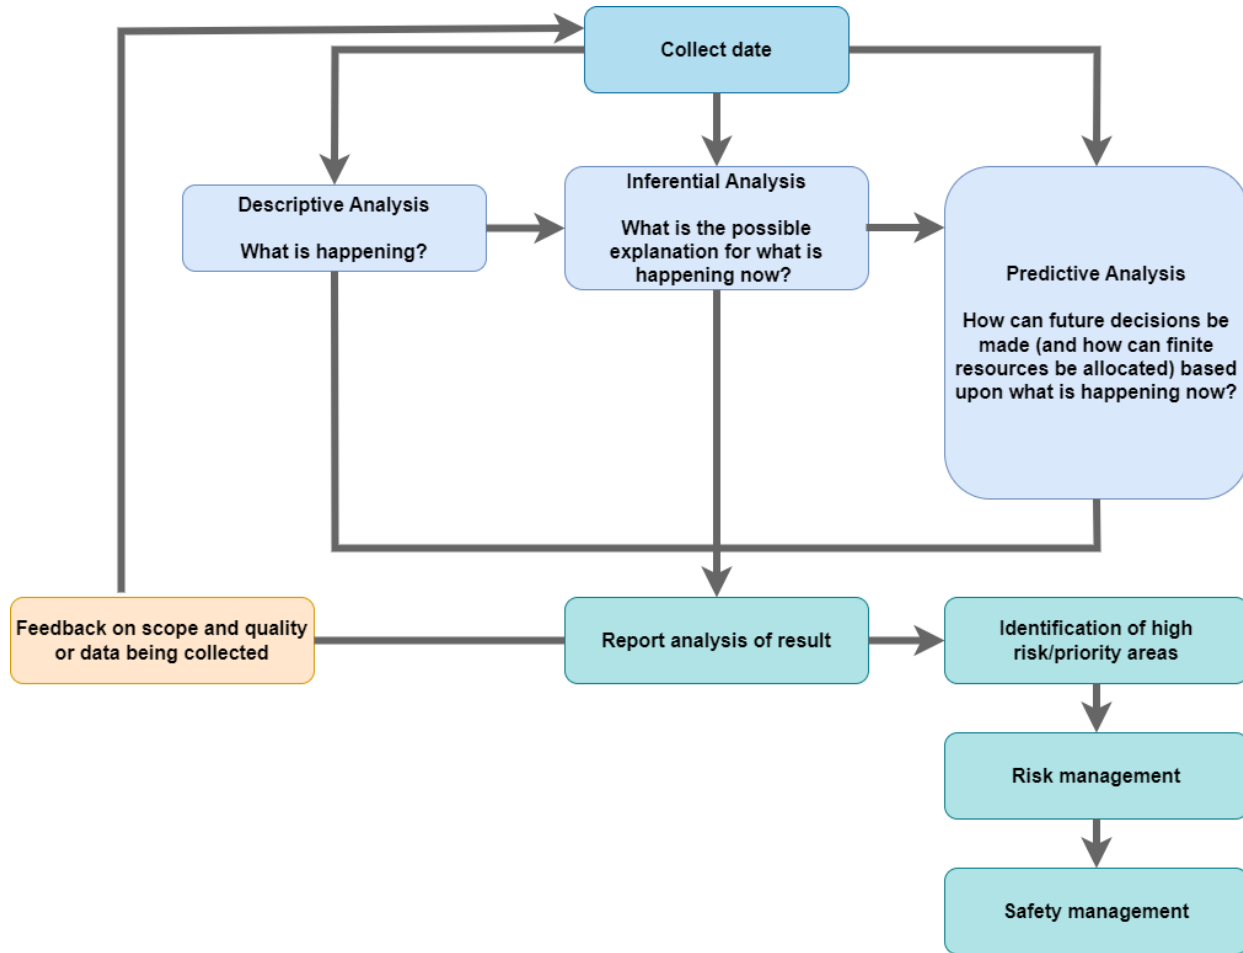 Collect date
Descriptive Analysis
What is happening?
Inferential Analysis
What is the possible
explanation for what is
happening now?
Predictive Analysis
How can future decisions be
made (and how can finite
resources be allocated) based
upon what is happening now?
Feedback on scope and quality
or data being collected
Report analysis of result
Identification of high
risk/priority areas
Risk management
Safety management